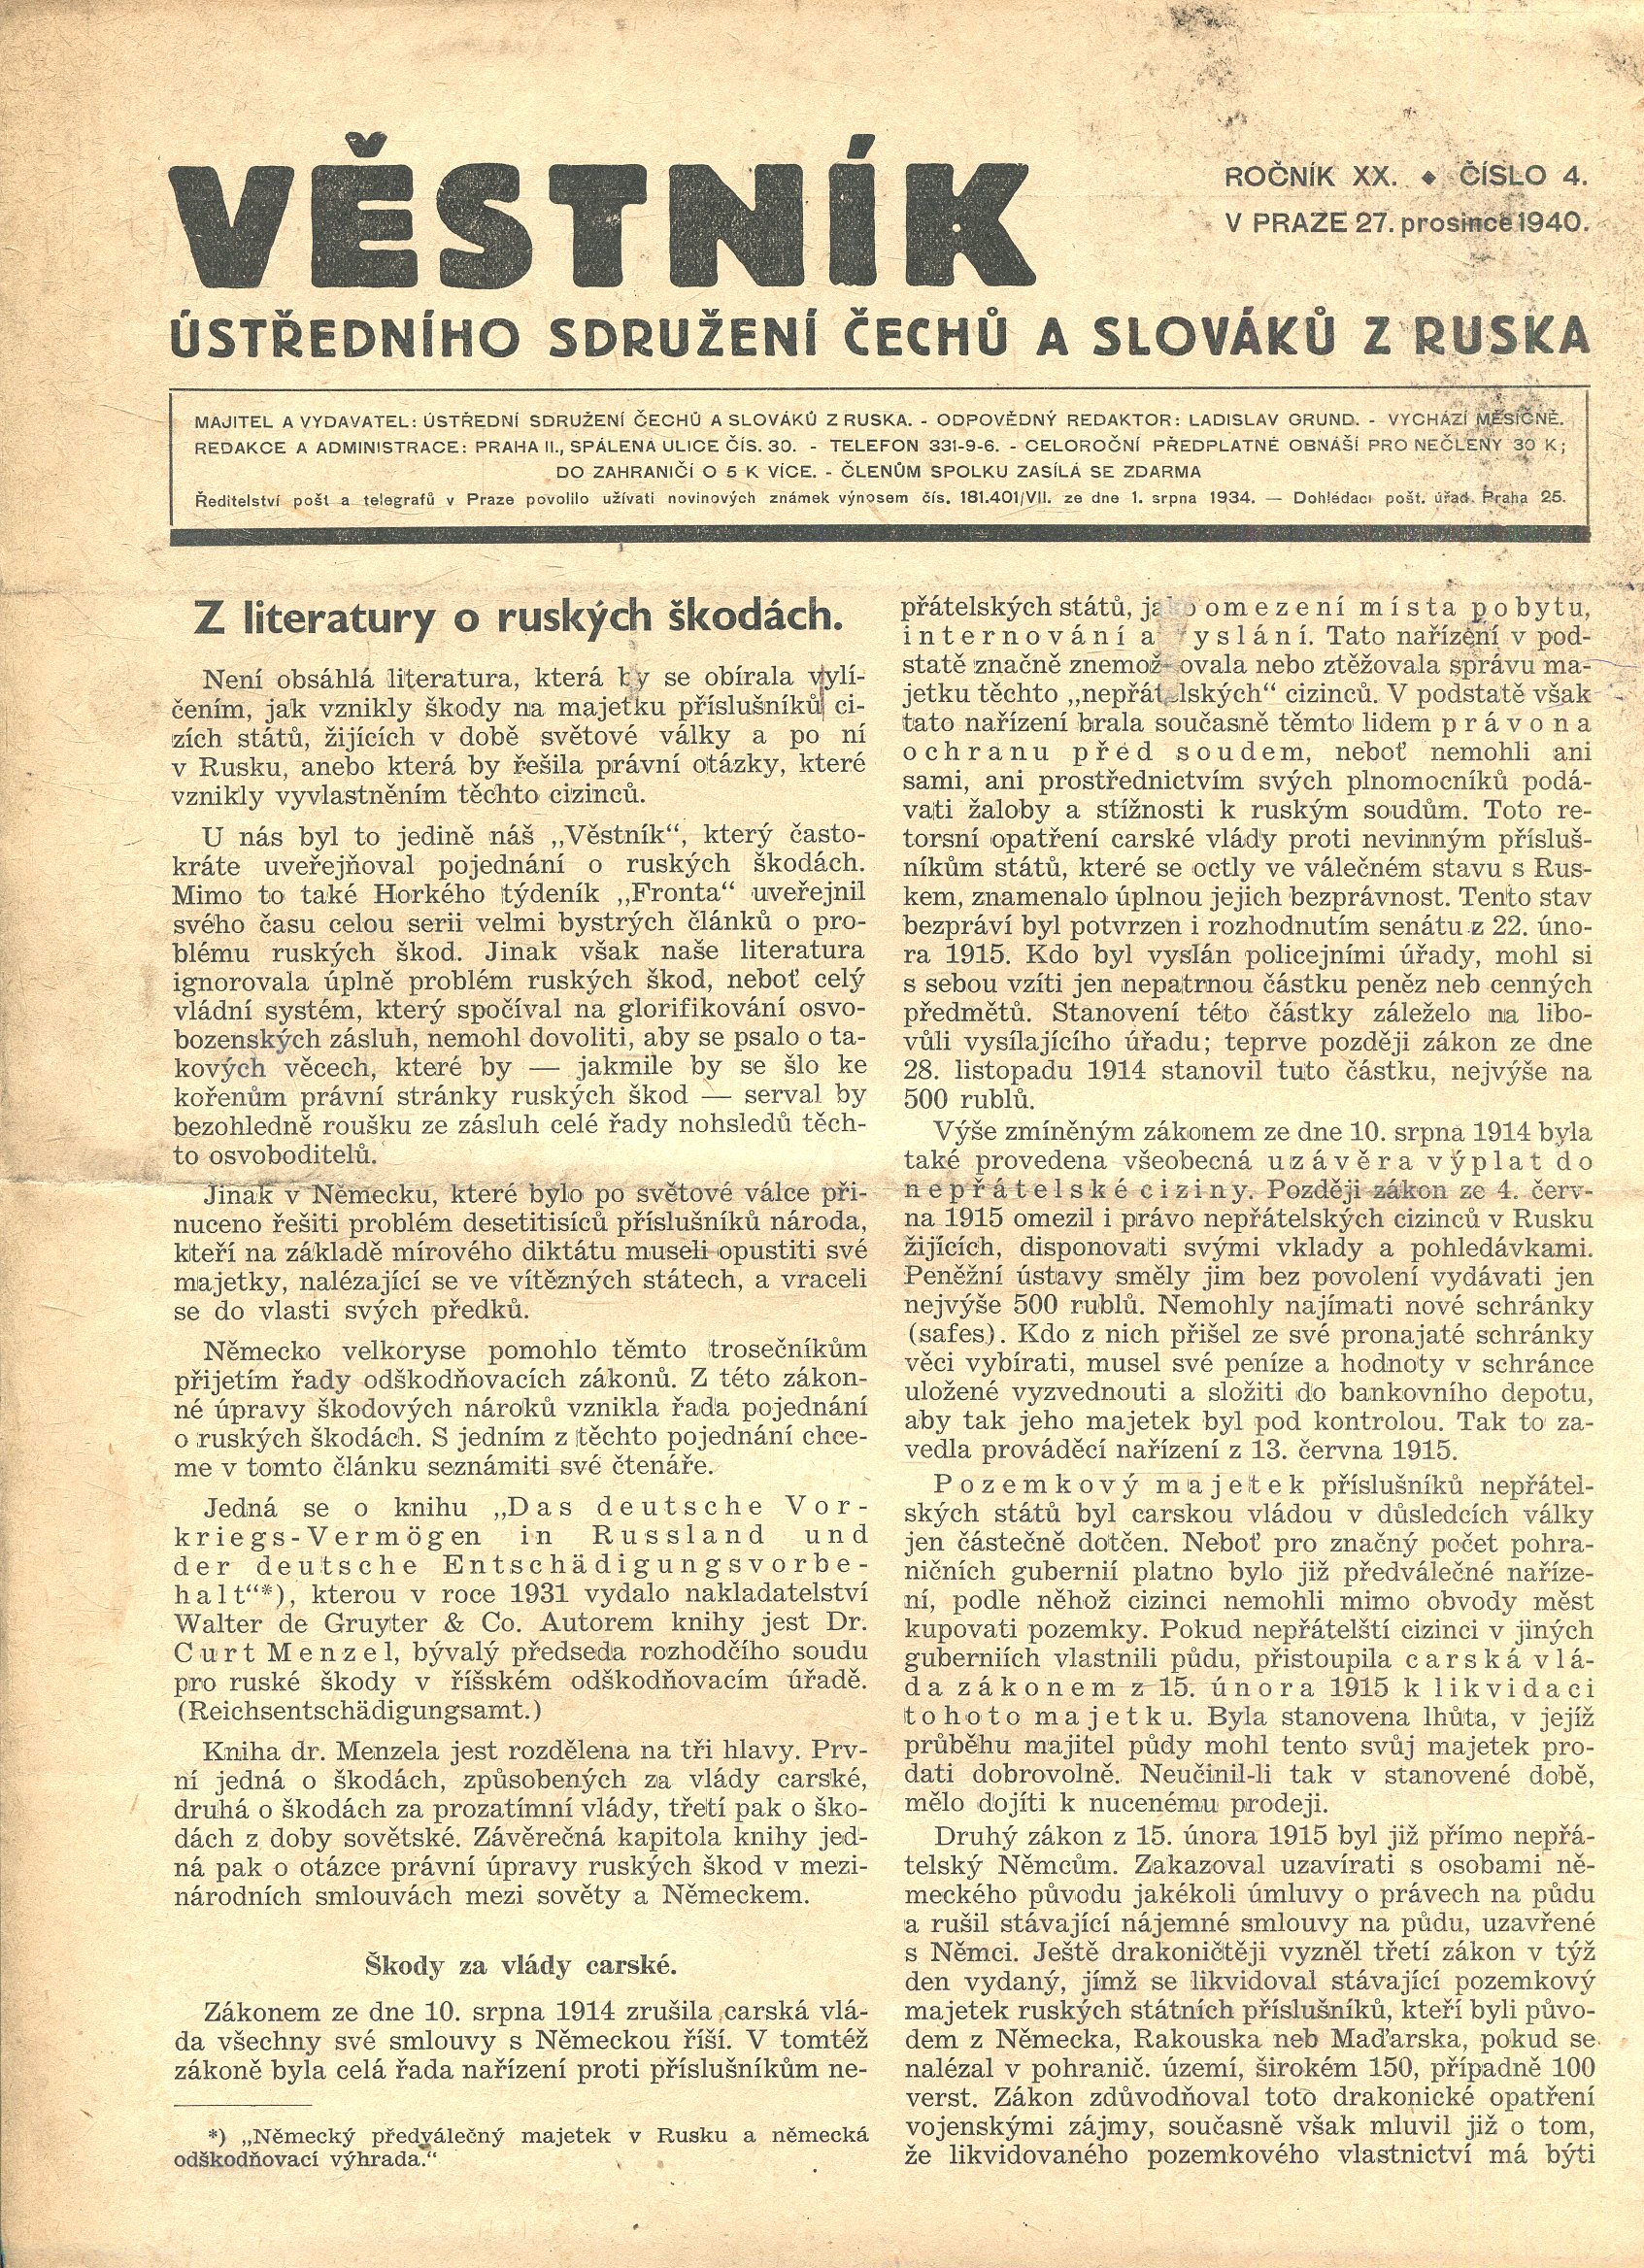 VĚSTNÍK
ROČNÍK XX. ◆ ČÍSLO 4.
V PRAZE 27. prosince 1940.
ÚSTŘEDNÍHO SDRUŽENÍ ČECHŮ A SLOVÁKŮ Z RUSKA
MAJITEL A VYDAVATEL: ÚSTŘEDNÍ SDRUŽENÍ ČECHŮ A SLOVÁKŮ Z RUSKA. - ODPOVĚDNÝ REDAKTOR: LADISLAV GRUND. - VYCHÁZÍ MĚSÍČNĚ.
REDAKCE A ADMINISTRACE: PRAHA II., SPÁLENÁ ULICE ČÍS. 30. - TELEFON 331-9-6. - CELOROČNÍ PŘEDPLATNÉ OBNÁŠÍ PRO NEČLENY 30 K;
DO ZAHRANIČÍ O 5 K VÍCE. - ČLENŮM SPOLKU ZASÍLÁ SE ZDARMA
Ředitelství pošt a telegrafů v Praze povolilo užívati novinových známek výnosem čís. 181.401/VII. ze dne 1. srpna 1934. — Dohlédací pošt. úřad Praha 25.
Z literatury o ruských škodách.
Není obsáhlá literatura, která by se obírala vylí-
čením, jak vznikly škody na majetku příslušníků ci-
zích států, žijících v době světové války a po ní
v Rusku, anebo která by řešila právní otázky, které
vznikly vyvlastněním těchto cizinců.
U nás byl to jedině náš „Věstník“, který často-
kráte uveřejňoval pojednání o ruských škodách.
Mimo to také Horkého týdeník „Fronta“ uveřejnil
svého času celou serii velmi bystrých článků o pro-
blému ruských škod. Jinak však naše literatura
ignorovala úplně problém ruských škod, neboť celý
vládní systém, který spočíval na glorifikování osvo-
bozenských zásluh, nemohl dovoliti, aby se psalo o ta-
kových věcech, které by — jakmile by se šlo ke
kořenům právní stránky ruských škod — serval by
bezohledně roušku ze zásluh celé řady nohsledů těch-
to osvoboditelů.
Jinak v Německu, které bylo po světové válce při-
nuceno řešiti problém desetitisíců příslušníků národa,
kteří na základě mírového diktátu museli opustiti své
majetky, nalézající se ve vítězných státech, a vraceli
se do vlasti svých předků.
Německo velkoryse pomohlo těmto trosečníkům
přijetím řady odškodňovacích zákonů. Z této zákon-
né úpravy škodových nároků vznikla řada pojednání
o ruských škodách. S jedním z těchto pojednání chce-
me v tomto článku seznámiti své čtenáře.
Jedná se o knihu „Das deutsche Vor-
kriegs-Vermögen in Russland und
der deutsche Entschädigungsvorbe-
halt“*), kterou v roce 1931 vydalo nakladatelství
Walter de Gruyter & Co. Autorem knihy jest Dr.
Curt Menzel, bývalý předseda rozhodčího soudu
pro ruské škody v říšském odškodňovacím úřadě.
(Reichsentschädigungsamt.)
Kniha dr. Menzela jest rozdělena na tři hlavy. Prv-
ní jedná o škodách, způsobených za vlády carské,
druhá o škodách za prozatímní vlády, třetí pak o ško-
dách z doby sovětské. Závěrečná kapitola knihy jed-
ná pak o otázce právní úpravy ruských škod v mezi-
národních smlouvách mezi sověty a Německem.
Škody za vlády carské.
Zákonem ze dne 10. srpna 1914 zrušila carská vlá-
da všechny své smlouvy s Německou říší. V tomtéž
zákoně byla celá řada nařízení proti příslušníkům ne-
*) „Německý předválečný majetek v Rusku a německá
odškodňovací výhrada.“
přátelských států, jako omezení místa pobytu,
internování a vyslání. Tato nařízení v pod-
statě značně znemožňovala nebo ztěžovala správu ma-
jetku těchto „nepřátelských“ cizinců. V podstatě však
tato nařízení brala současně těmto lidem právo na
ochranu před soudem, neboť nemohli ani
sami, ani prostřednictvím svých plnomocníků podá-
vati žaloby a stížnosti k ruským soudům. Toto re-
torsní opatření carské vlády proti nevinným přísluš-
níkům států, které se octly ve válečném stavu s Rus-
kem, znamenalo úplnou jejich bezprávnost. Tento stav
bezpráví byl potvrzen i rozhodnutím senátu z 22. úno-
ra 1915. Kdo byl vyslán policejními úřady, mohl si
s sebou vzíti jen nepatrnou částku peněz neb cenných
předmětů. Stanovení této částky záleželo na libo-
vůli vysílajícího úřadu; teprve později zákon ze dne
28. listopadu 1914 stanovil tuto částku, nejvýše na
500 rublů.
Výše zmíněným zákonem ze dne 10. srpna 1914 byla
také provedena všeobecná uzávěra výplat do
nepřátelské ciziny. Později zákon ze 4. červ-
na 1915 omezil i právo nepřátelských cizinců v Rusku
žijících, disponovati svými vklady a pohledávkami.
Peněžní ústavy směly jim bez povolení vydávati jen
nejvýše 500 rublů. Nemohly najímati nové schránky
(safes). Kdo z nich přišel ze své pronajaté schránky
věci vybírati, musel své peníze a hodnoty v schránce
uložené vyzvednouti a složiti do bankovního depotu,
aby tak jeho majetek byl pod kontrolou. Tak to za-
vedla prováděcí nařízení z 13. června 1915.
Pozemkový majetek příslušníků nepřátel-
ských států byl carskou vládou v důsledcích války
jen částečně dotčen. Neboť pro značný počet pohra-
ničních gubernií platno bylo již předválečné naříze-
ní, podle něhož cizinci nemohli mimo obvody měst
kupovati pozemky. Pokud nepřátelští cizinci v jiných
guberniích vlastnili půdu, přistoupila carská vlá-
da zákonem z 15. února 1915 k likvidaci
tohoto majetku. Byla stanovena lhůta, v jejíž
průběhu majitel půdy mohl tento svůj majetek pro-
dati dobrovolně. Neučinil-li tak v stanovené době,
mělo dojíti k nucenému prodeji.
Druhý zákon z 15. února 1915 byl již přímo nepřá-
telský Němcům. Zakazoval uzavírati s osobami ně-
meckého původu jakékoli úmluvy o právech na půdu
a rušil stávající nájemné smlouvy na půdu, uzavřené
s Němci. Ještě drakoničtěji vyzněl třetí zákon v týž
den vydaný, jímž se likvidoval stávající pozemkový
majetek ruských státních příslušníků, kteří byli půvo-
dem z Německa, Rakouska neb Maďarska, pokud se
nalézal v pohranič. území, širokém 150, případně 100
verst. Zákon zdůvodňoval toto drakonické opatření
vojenskými zájmy, současně však mluvil již o tom,
že likvidovaného pozemkového vlastnictví má býti